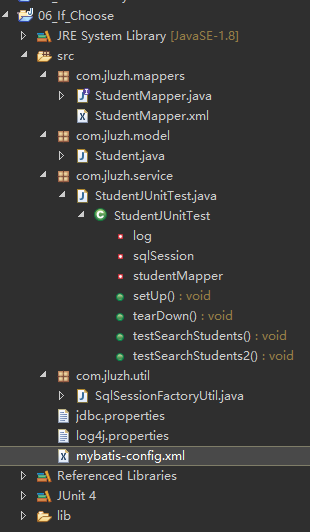 06_If_Choose
JRE System Library [JavaSE-1.8]
src
com.jluzh.mappers
StudentMapper.java
StudentMapper.xml
com.jluzh.model
Student.java
com.jluzh.service
StudentJUnitTest.java
StudentJUnitTest
log
sqlSession
studentMapper
setUp() : void
tearDown() : void
testSearchStudents() : void
testSearchStudents2() : void
com.jluzh.util
SqlSessionFactoryUtil.java
jdbc.properties
log4j.properties
mybatis-config.xml
Referenced Libraries
JUnit 4
lib